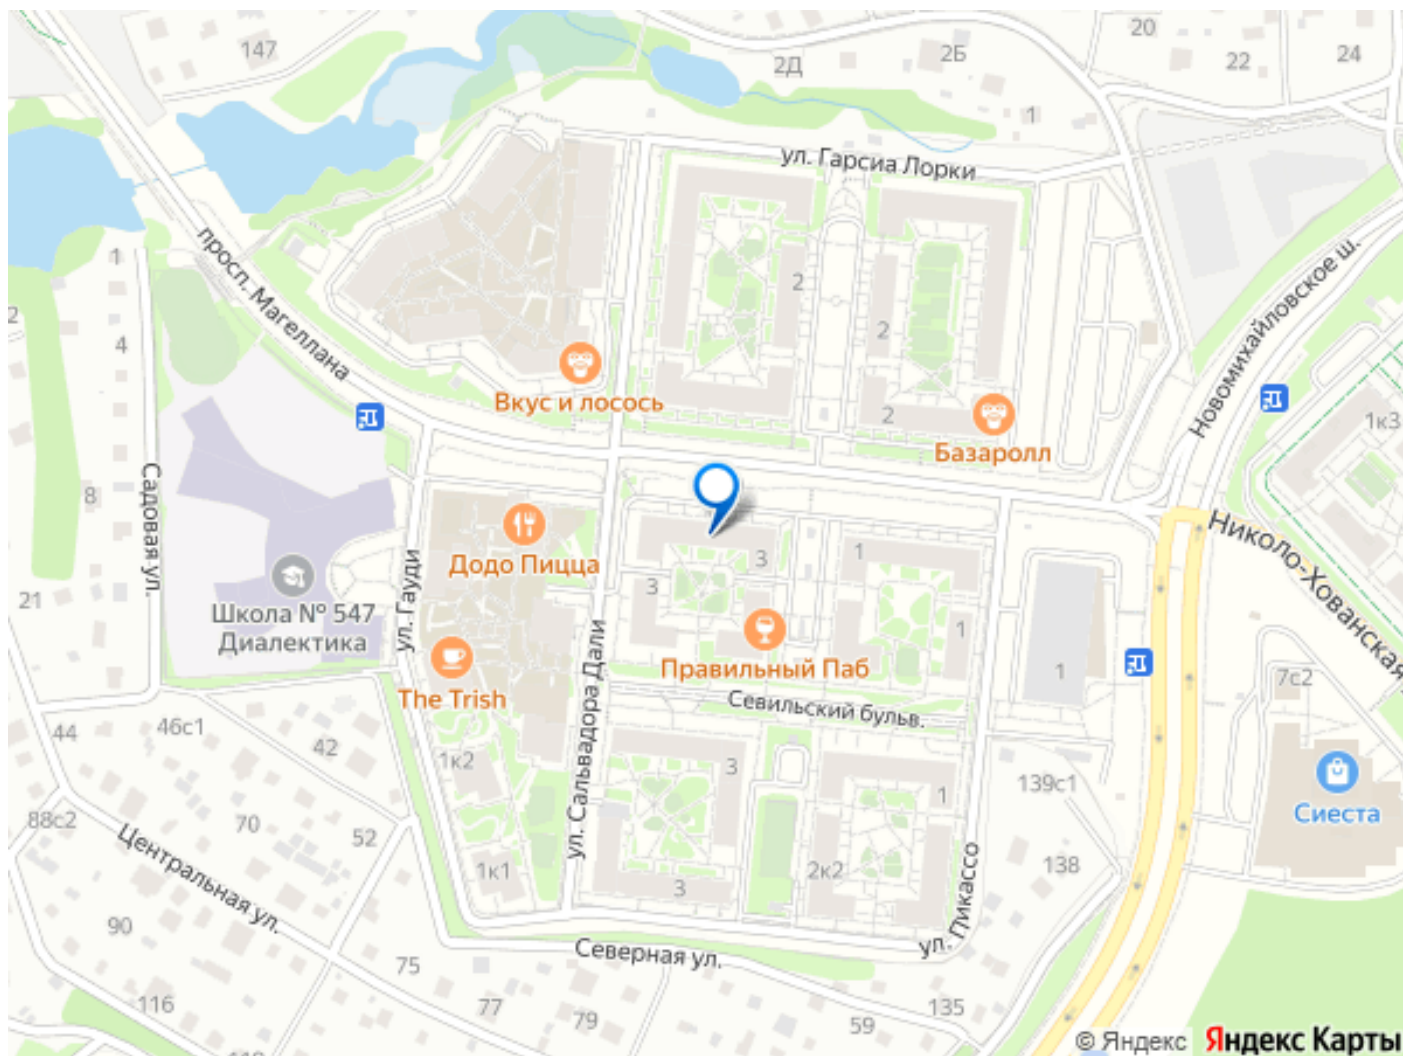 147
2Д
2Б
20
22
24
1
ул. Гарсиа Лорки
просп. Магеллана
1
4
2
2
2
2
Новомихайловское ш.
Вкус и лосось
Базаролл
1к3
Садовая ул.
8
21
Николо-Хованская
Додо Пицца
3
1
3
1
1
Школа № 547
Диалектика
ул. Гауди
ул. Сальвадора Дали
Правильный Паб
The Trish
Севильский бульв.
7с2
44
46с1
42
1к2
3
1
139с1
Сиеста
88с2
70
52
1к1
3
2к2
138
Центральная ул.
90
ул. Пикассо
Северная ул.
75
77
79
116
59
135
© Яндекс Яндекс Карты